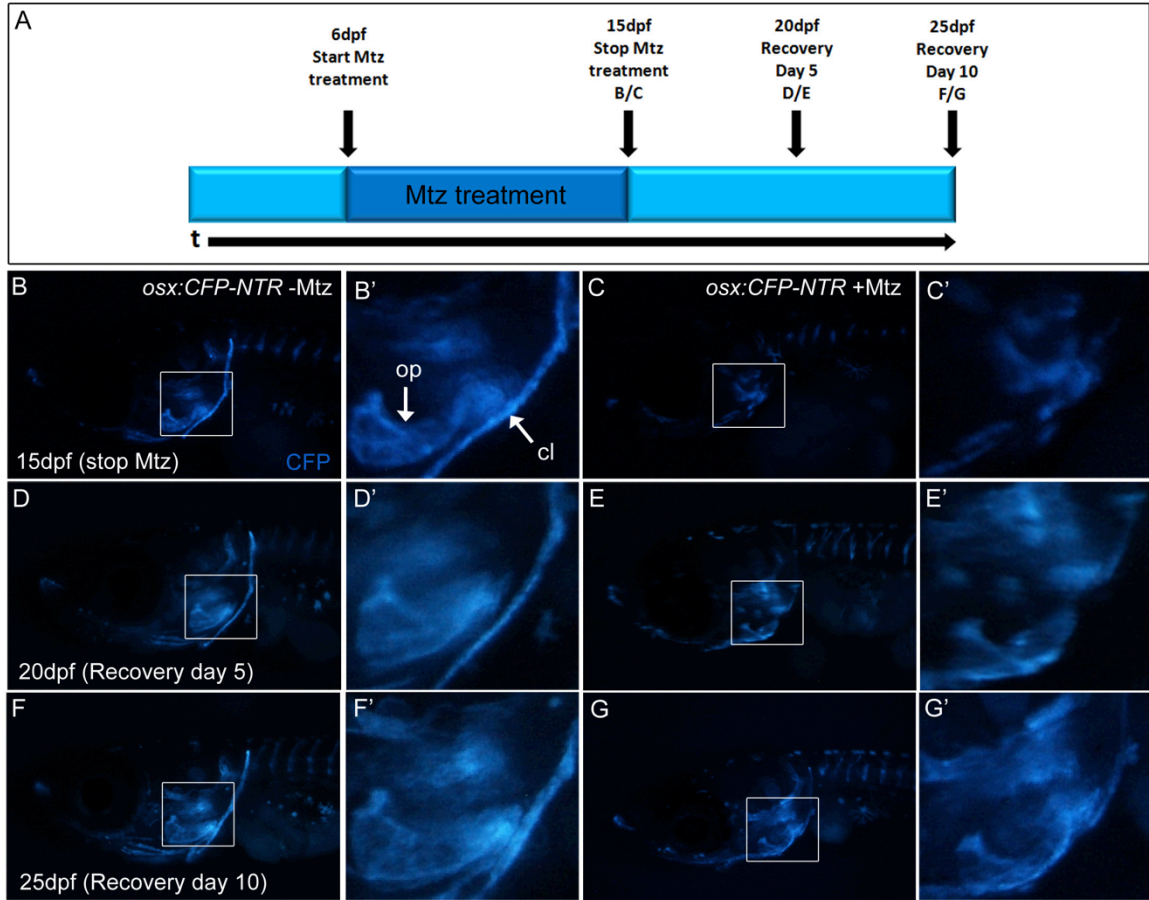 A
6dpf
Start Mtz
treatment
15dpf
Stop Mtz
treatment
B/C
20dpf
Recovery
Day 5
D/E
25dpf
Recovery
Day 10
F/G
Mtz treatment
t
B
osx:CFP-NTR -Mtz
15dpf (stop Mtz)
CFP
B'
op
cl
C
osx:CFP-NTR +Mtz
C'
D
20dpf (Recovery day 5)
D'
E
E'
F
25dpf (Recovery day 10)
F'
G
G'